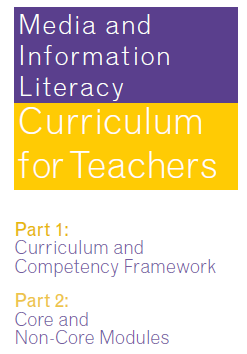 Media and
Information
Literacy
Curriculum
for Teachers
Part 1:
Curriculum and
Competency Framework
Part 2:
Core and
Non-Core Modules